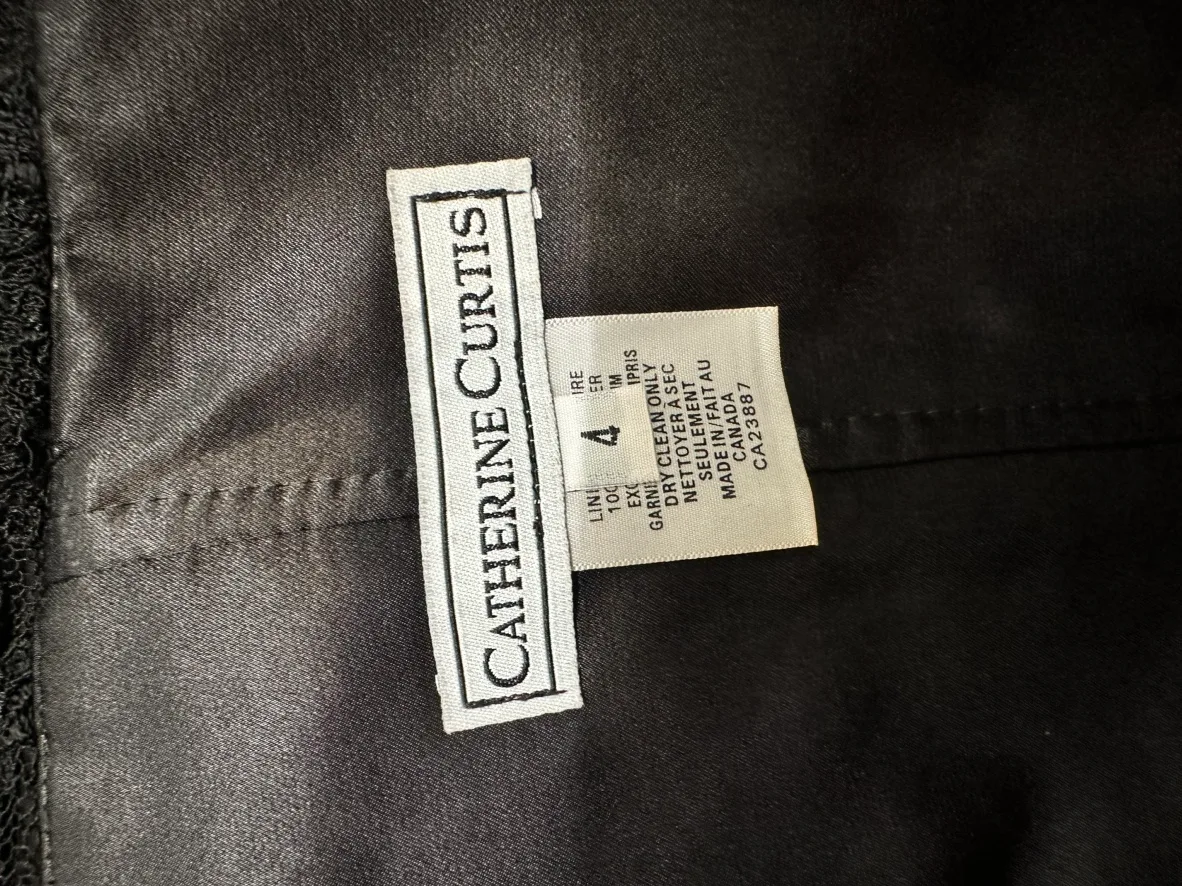 CATHERINE CURTIS
4
DRY CLEAN ONLY
NETTOYER À SEC
SEULEMENT
MADE IN/FAIT AU
CANADA
CA23887